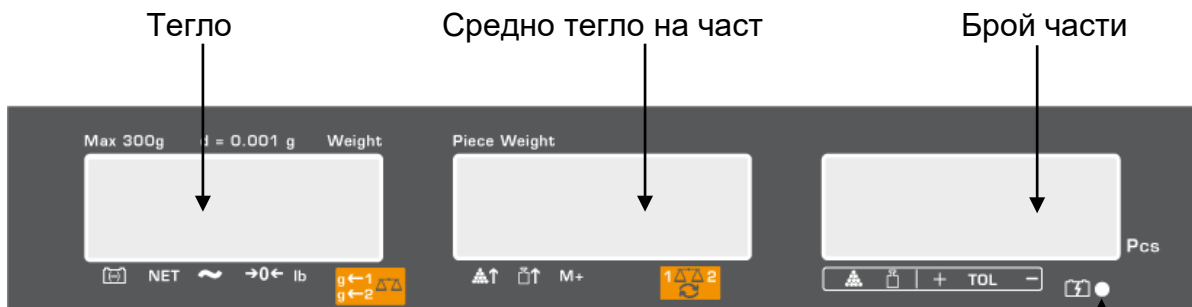 Тегло Средно тегло на част Брой части
Max 300g d = 0.001 g Weight Piece Weight
Pcs
NET →0← lb g←1 M+ 1 2 + TOL −
g←2